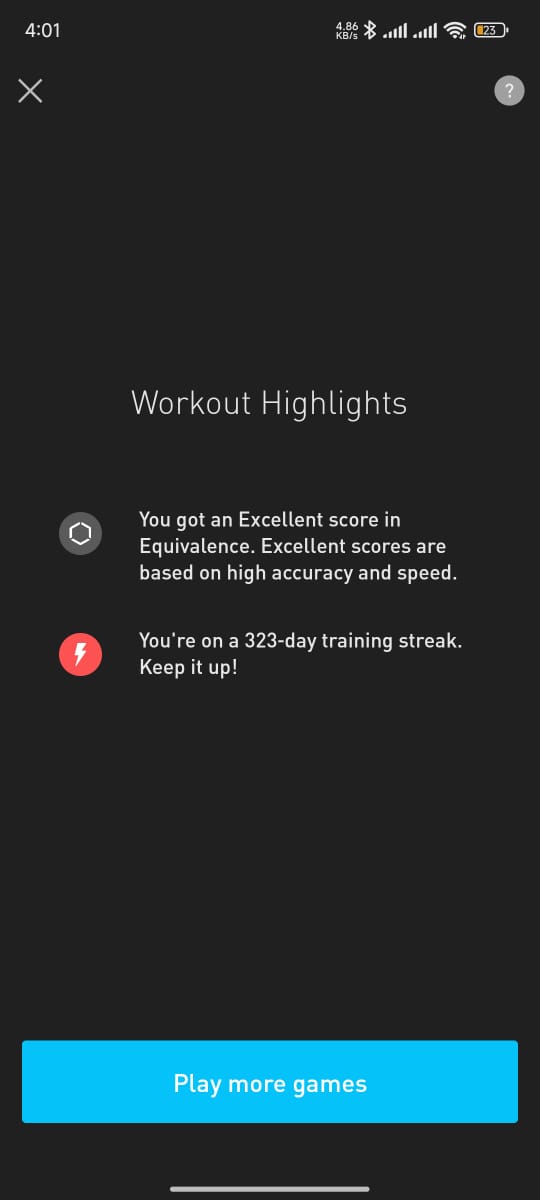 4:01
4.86
KB/s
23
?
Workout Highlights
You got an Excellent score in
Equivalence. Excellent scores are
based on high accuracy and speed.
You're on a 323-day training streak.
Keep it up!
Play more games